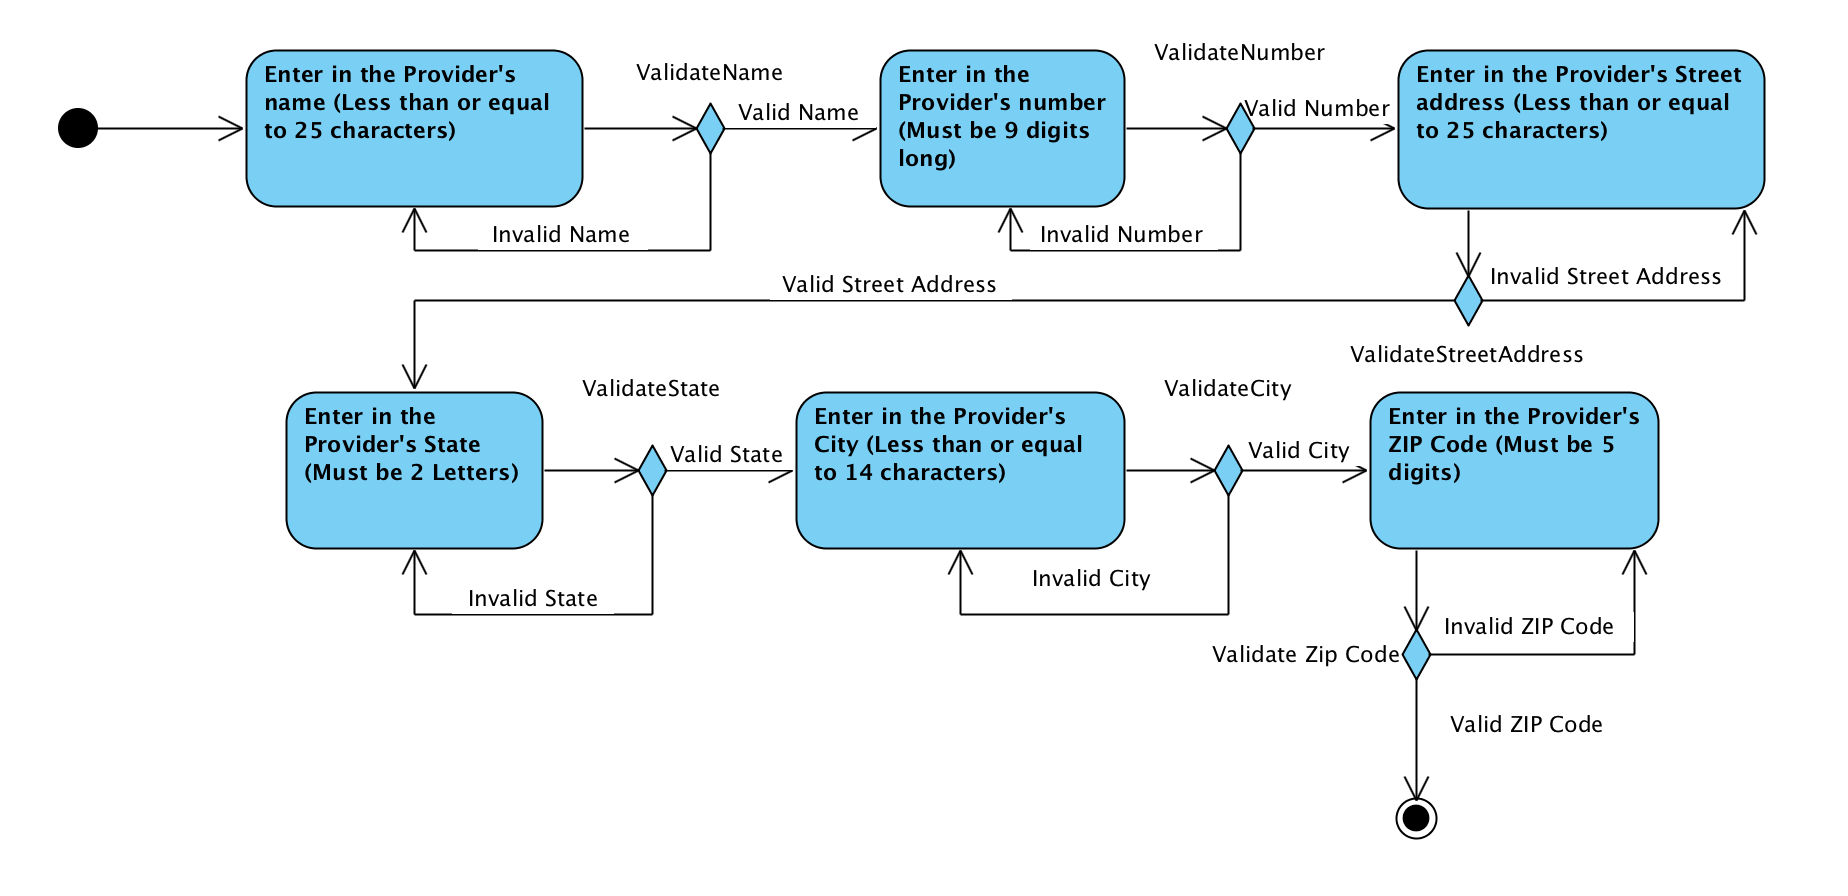 Enter in the Provider's
name (Less than or equal
to 25 characters)
ValidateName
Valid Name
Invalid Name
Enter in the
Provider's number
(Must be 9 digits
long)
ValidateNumber
Valid Number
Invalid Number
Enter in the Provider's Street
address (Less than or equal
to 25 characters)
Invalid Street Address
Valid Street Address
ValidateStreetAddress
Enter in the
Provider's State
(Must be 2 Letters)
ValidateState
Valid State
Invalid State
Enter in the Provider's
City (Less than or equal
to 14 characters)
ValidateCity
Valid City
Invalid City
Enter in the Provider's
ZIP Code (Must be 5
digits)
Invalid ZIP Code
Validate Zip Code
Valid ZIP Code